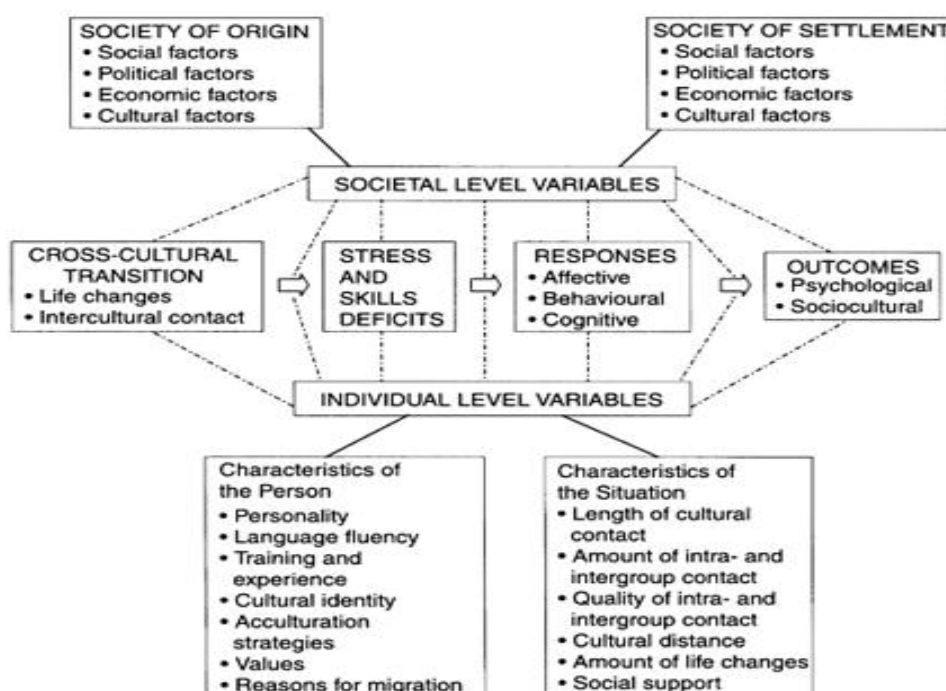 SOCIETY OF ORIGIN
• Social factors
• Political factors
• Economic factors
• Cultural factors
SOCIETY OF SETTLEMENT
• Social factors
• Political factors
• Economic factors
• Cultural factors
SOCIETAL LEVEL VARIABLES
CROSS-CULTURAL
TRANSITION
• Life changes
• Intercultural contact
STRESS
AND
SKILLS
DEFICITS
RESPONSES
• Affective
• Behavioural
• Cognitive
OUTCOMES
• Psychological
• Sociocultural
INDIVIDUAL LEVEL VARIABLES
Characteristics of
the Person
• Personality
• Language fluency
• Training and
experience
• Cultural identity
• Acculturation
strategies
• Values
• Reasons for migration
Characteristics of
the Situation
• Length of cultural
contact
• Amount of intra- and
intergroup contact
• Quality of intra- and
intergroup contact
• Cultural distance
• Amount of life changes
• Social support